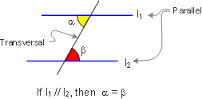 α
l₁
Parallel
Transversal
β
l₂
If l₁ // l₂, then α = β